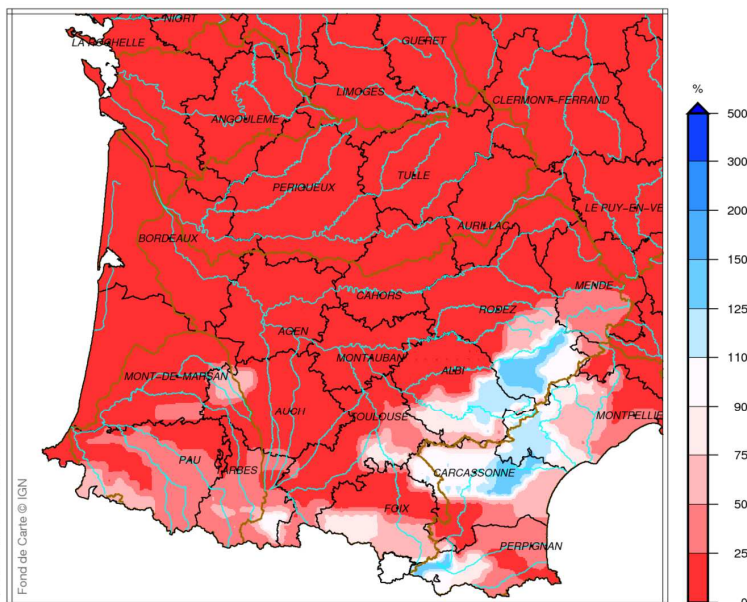 NIORT
LA ROCHELLE
GUERET
LIMOGES
CLERMONT-FERRAND
ANGOULEME
PERIGUEUX
TULLE
LE PUY-EN-VE
AURILLAC
BORDEAUX
CAHORS
MENDE
RODEZ
AGEN
MONTAUBAN
MONT-DE-MARSAN
ALBI
AUCH
TOULOUSE
MONTPELLIE
PAU
TARBES
CARCASSONNE
FOIX
PERPIGNAN
Fond de Carte © IGN
%
500
300
200
150
125
110
90
75
50
25
0